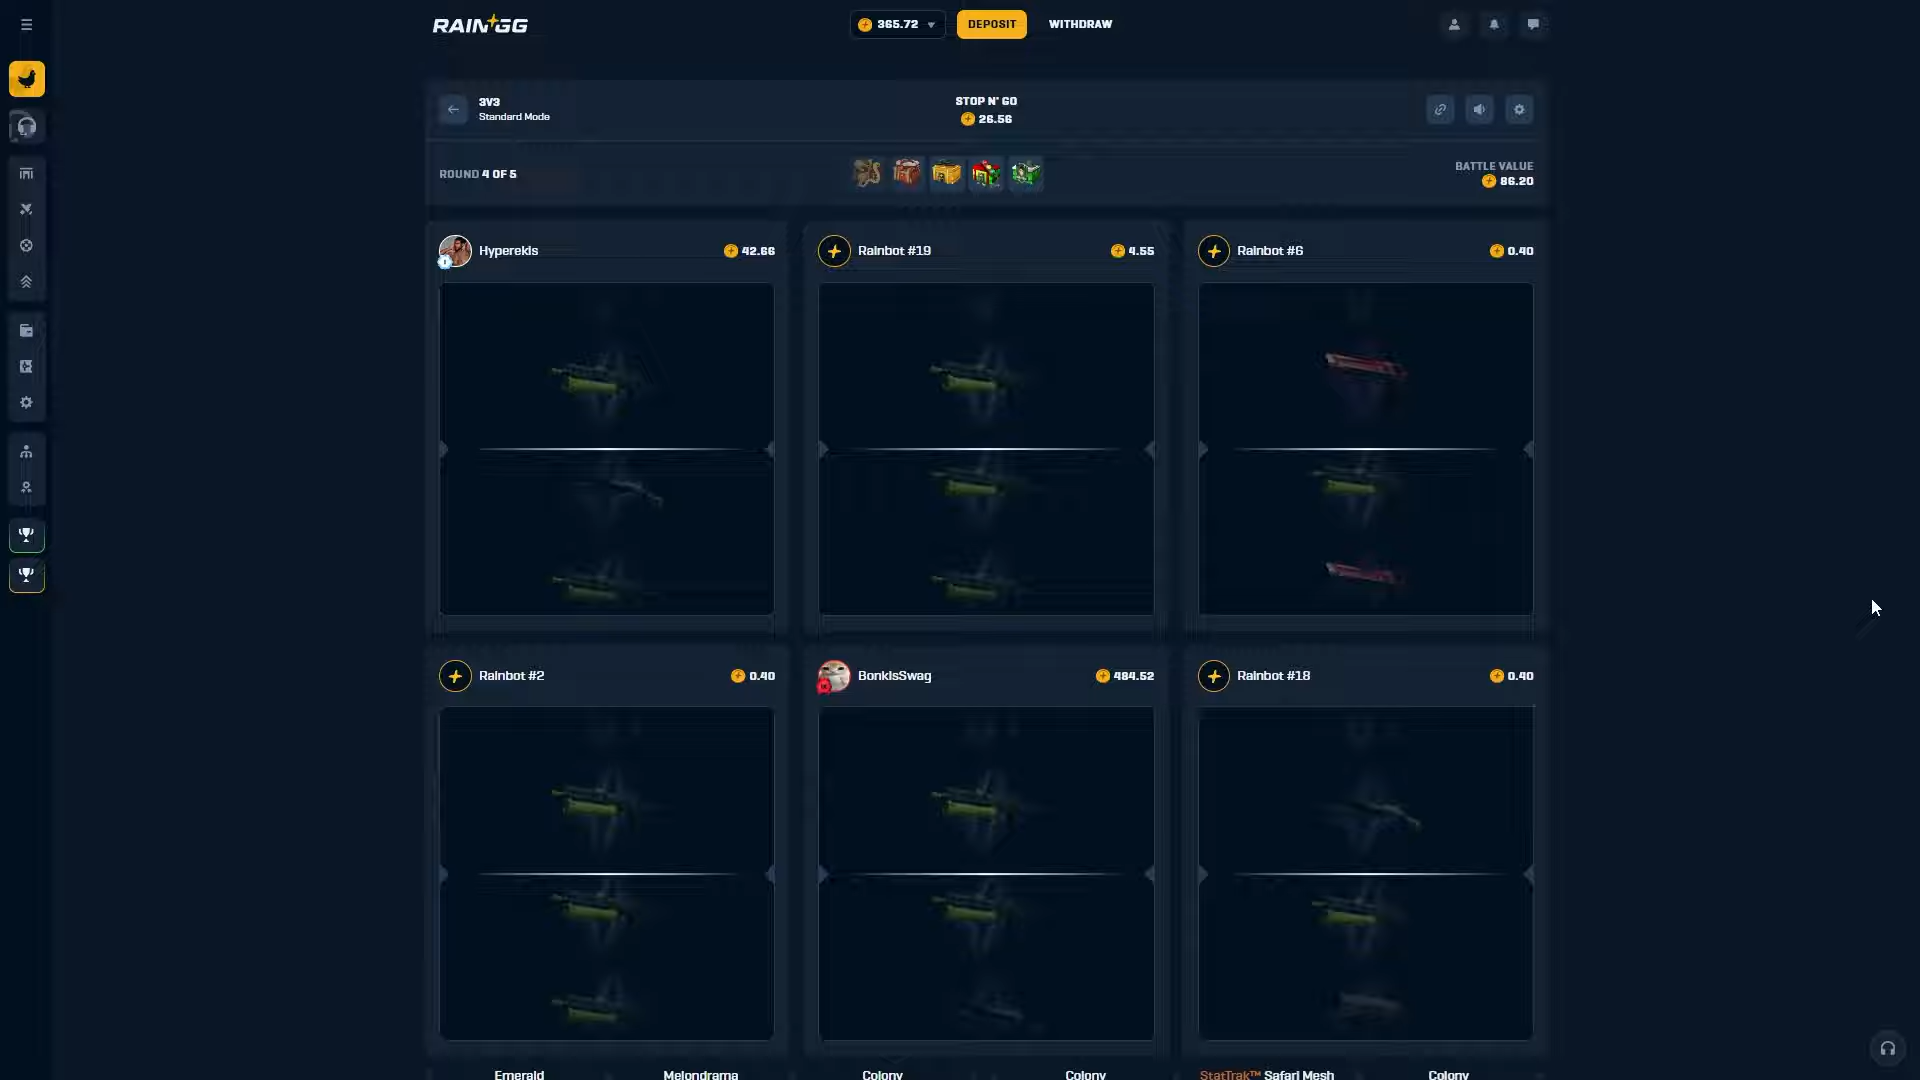 RAIN GG
365.72
DEPOSIT
WITHDRAW
3V3
Standard Mode
STOP N' GO
26.56
ROUND 4 OF 5
BATTLE VALUE
86.20
Hyperekls
42.66
Rainbot #19
4.55
Rainbot #6
0.40
Rainbot #2
0.40
BonkIsSwag
484.52
Rainbot #18
0.40
Emerald
Melondrama
Colony
Colony
StatTrak™ Safari Mesh
Colony